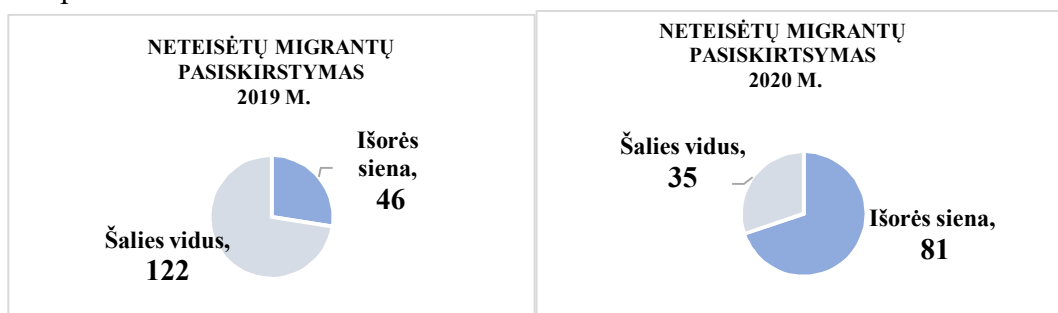 NETEISĖTŲ MIGRANTŲ
PASISKIRSTYMAS
2019 M.
Išorės
siena,
46
Šalies vidus,
122
NETEISĖTŲ MIGRANTŲ
PASISKIRTSYMAS
2020 M.
Šalies vidus,
35
Išorės siena,
81